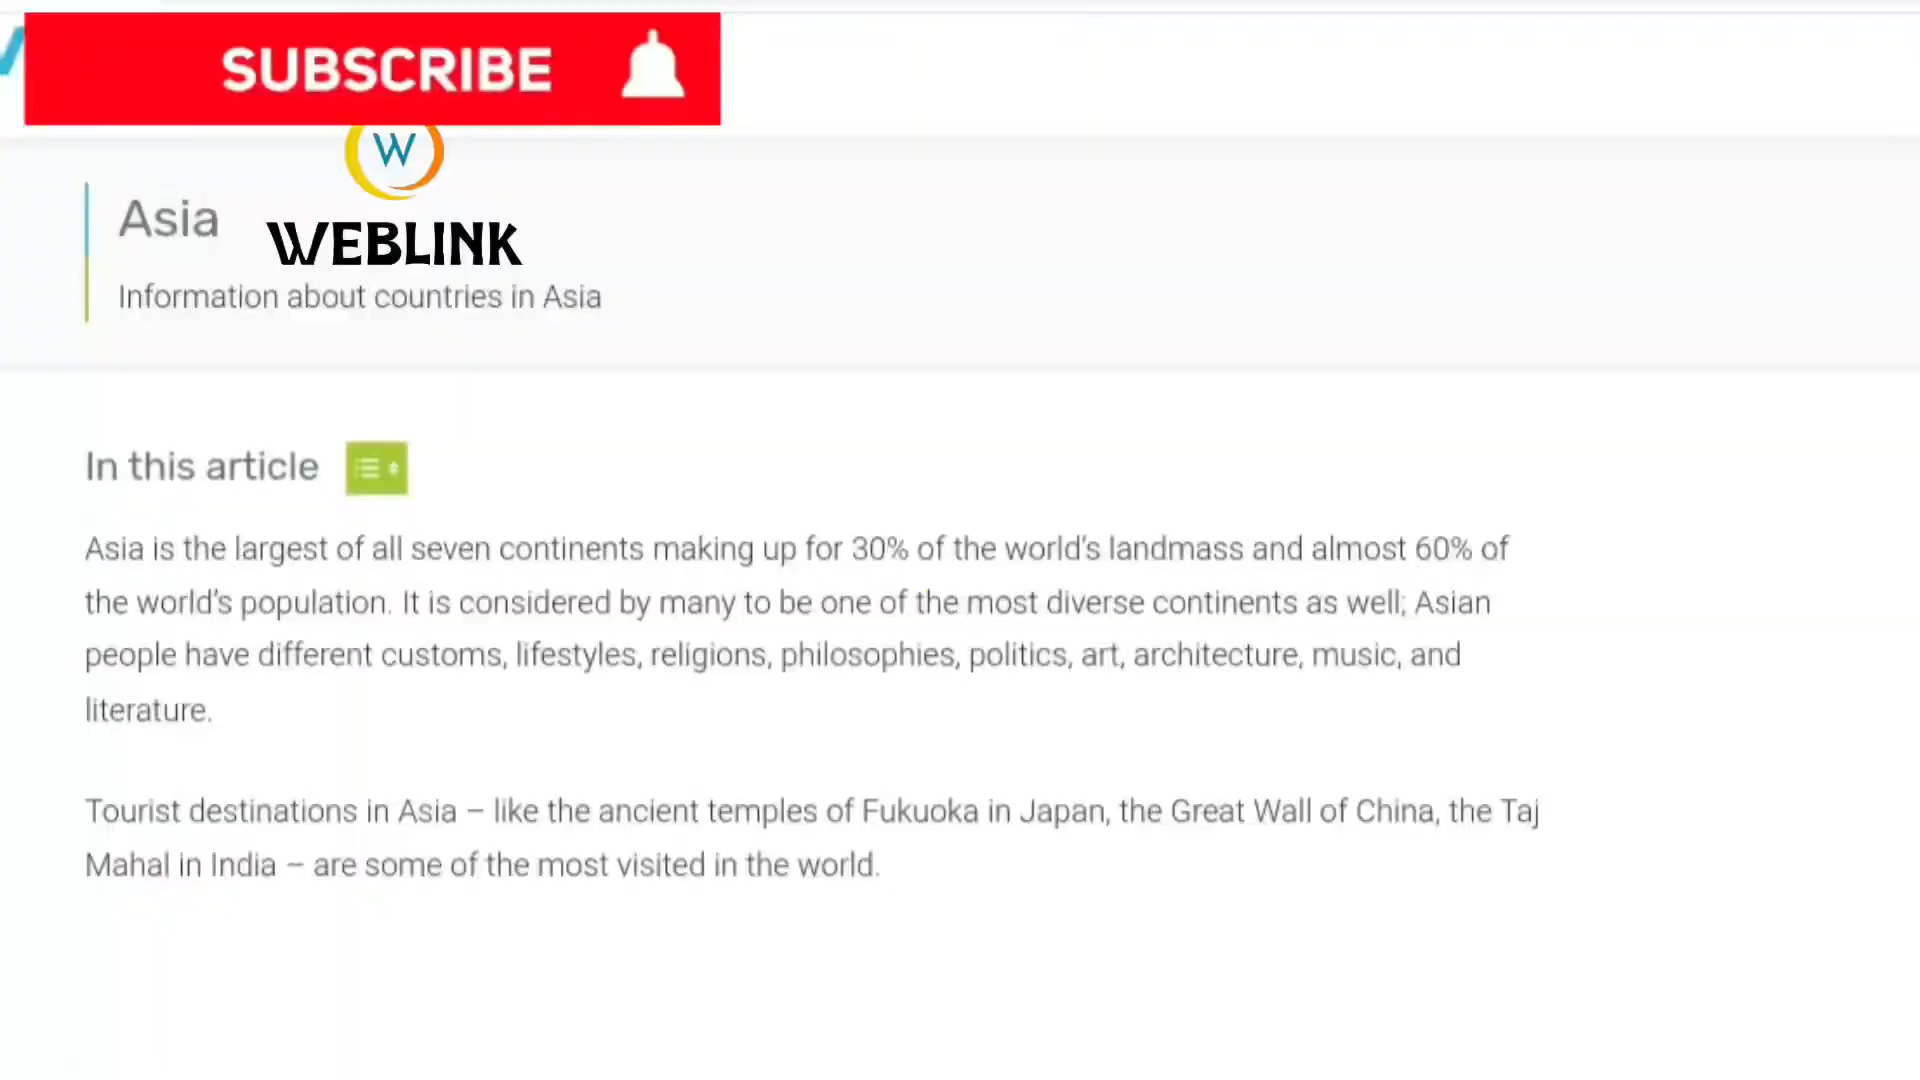 SUBSCRIBE
W
Asia
WEBLINK
Information about countries in Asia
In this article
Asia is the largest of all seven continents making up for 30% of the world's landmass and almost 60% of
the world's population. It is considered by many to be one of the most diverse continents as well; Asian
people have different customs, lifestyles, religions, philosophies, politics, art, architecture, music, and
literature.
Tourist destinations in Asia – like the ancient temples of Fukuoka in Japan, the Great Wall of China, the Taj
Mahal in India – are some of the most visited in the world.